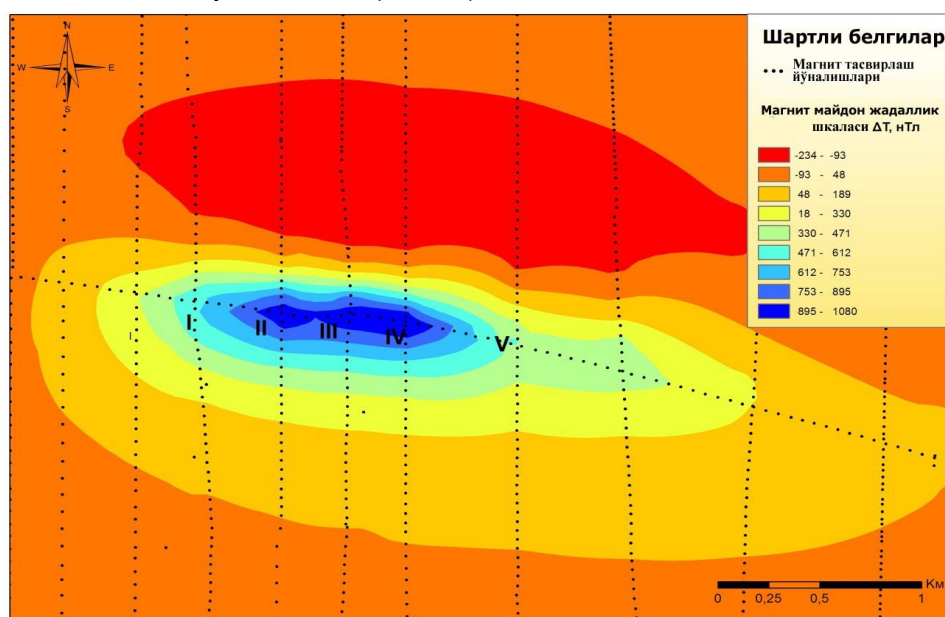 N
W E
S
Шартли белгилар
Магнит тасвирлаш
йўналишлари
Магнит майдон жадаллик
шкаласи ΔT, нТл
-234 - -93
-93 - 48
48 - 189
18 - 330
330 - 471
471 - 612
612 - 753
753 - 895
895 - 1080
I
I
II
III
IV
V
Км
0 0,25 0,5 1